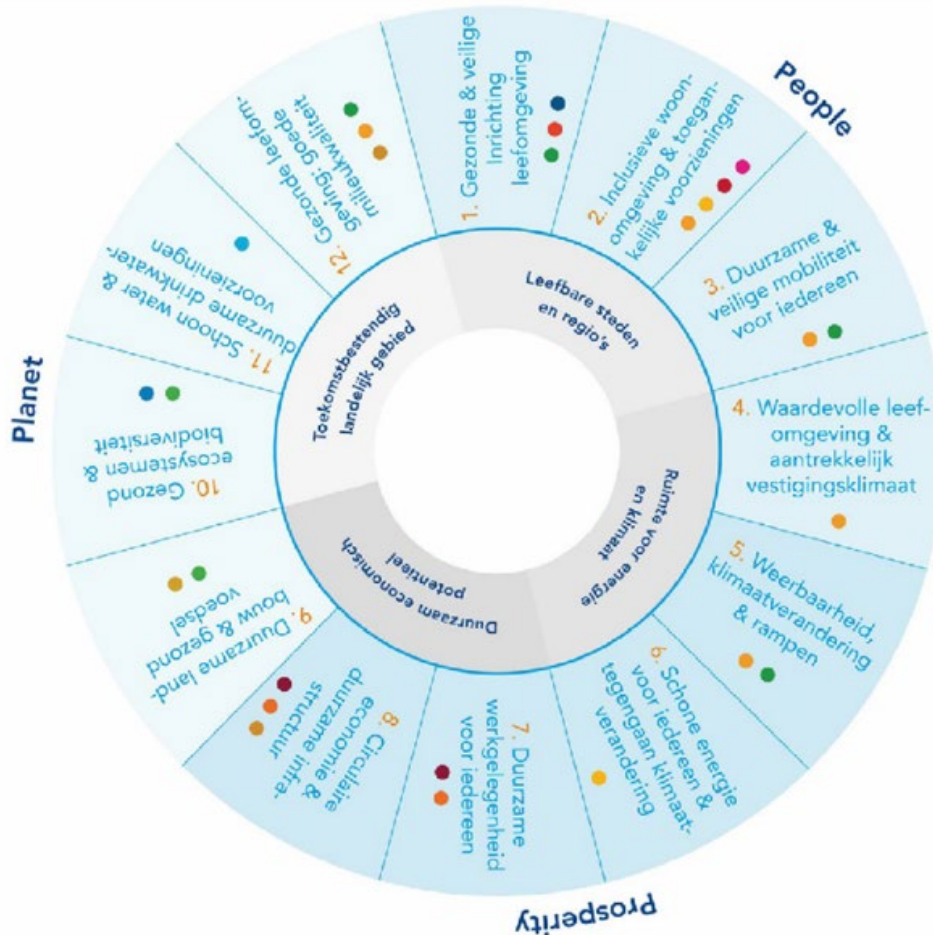 People
1. Gezonde & veilige
Inrichting
leefomgeving
2. Inclusieve woon-
omgeving & toegan-
kelijke voorzieningen
3. Duurzame &
veilige mobiliteit
voor iedereen
4. Waardevolle leef-
omgeving &
aantrekkelijk
vestigingsklimaat
Prosperity
5. Weerbaarheid,
klimaatverandering
& rampen
6. Schone energie
voor iedereen &
tegengaan klimaat-
verandering
7. Duurzame
werkgelegenheid
voor iedereen
8. Circulaire
economie &
duurzame infra-
structuur
Planet
9. Duurzame land-
bouw & gezond
voedsel
10. Gezond
ecosystemen &
biodiversiteit
11. Schoon water &
duurzame drinkwater-
voorzieningen
12. Gezonde leefom-
geving: goede
milieukwaliteit
Leefbare steden
en regio's
Ruimte voor energie
en klimaat
Duurzaam economisch
potentieel
Toekomstbestendig
landelijk gebied